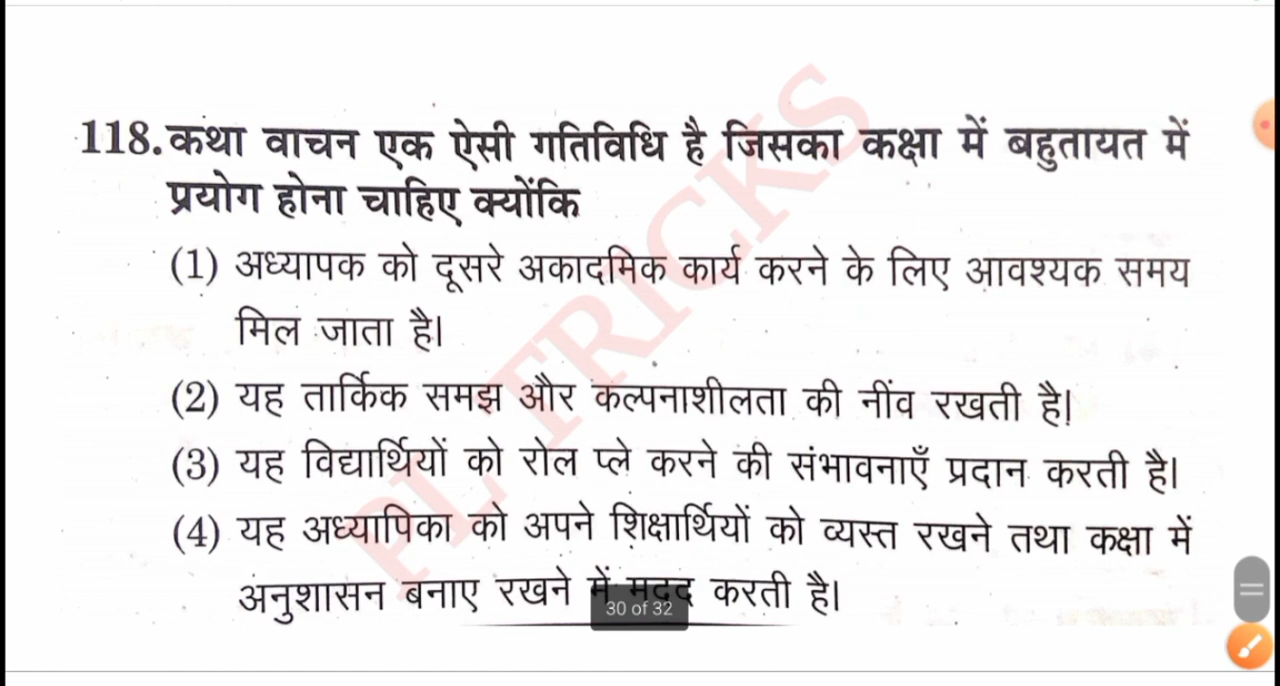 118. कथा वाचन एक ऐसी गतिविधि है जिसका कक्षा में बहुतायत में
प्रयोग होना चाहिए क्योंकि
(1) अध्यापक को दूसरे अकादमिक कार्य करने के लिए आवश्यक समय
मिल जाता है।
(2) यह तार्किक समझ और कल्पनाशीलता की नींव रखती है।
(3) यह विद्यार्थियों को रोल प्ले करने की संभावनाएँ प्रदान करती है।
(4) यह अध्यापिका को अपने शिक्षार्थियों को व्यस्त रखने तथा कक्षा में
अनुशासन बनाए रखने में मदद करती है।
30 of 32
PL TRICKS